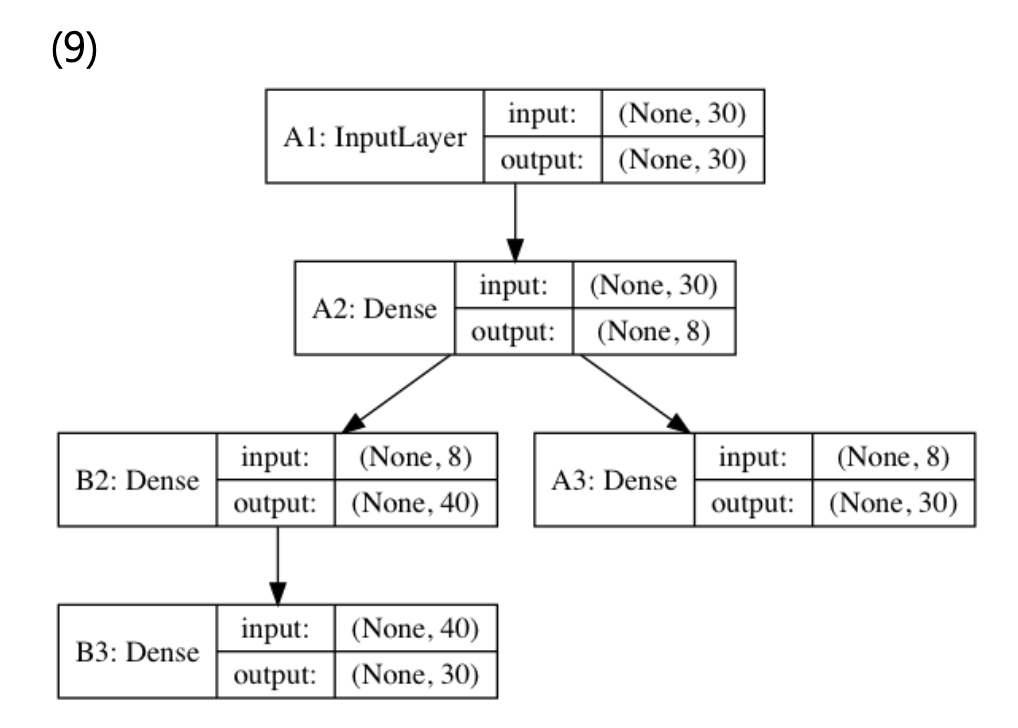 (9)
A1: InputLayer
input: (None, 30)
output: (None, 30)
A2: Dense
input: (None, 30)
output: (None, 8)
B2: Dense
input: (None, 8)
output: (None, 40)
A3: Dense
input: (None, 8)
output: (None, 30)
B3: Dense
input: (None, 40)
output: (None, 30)